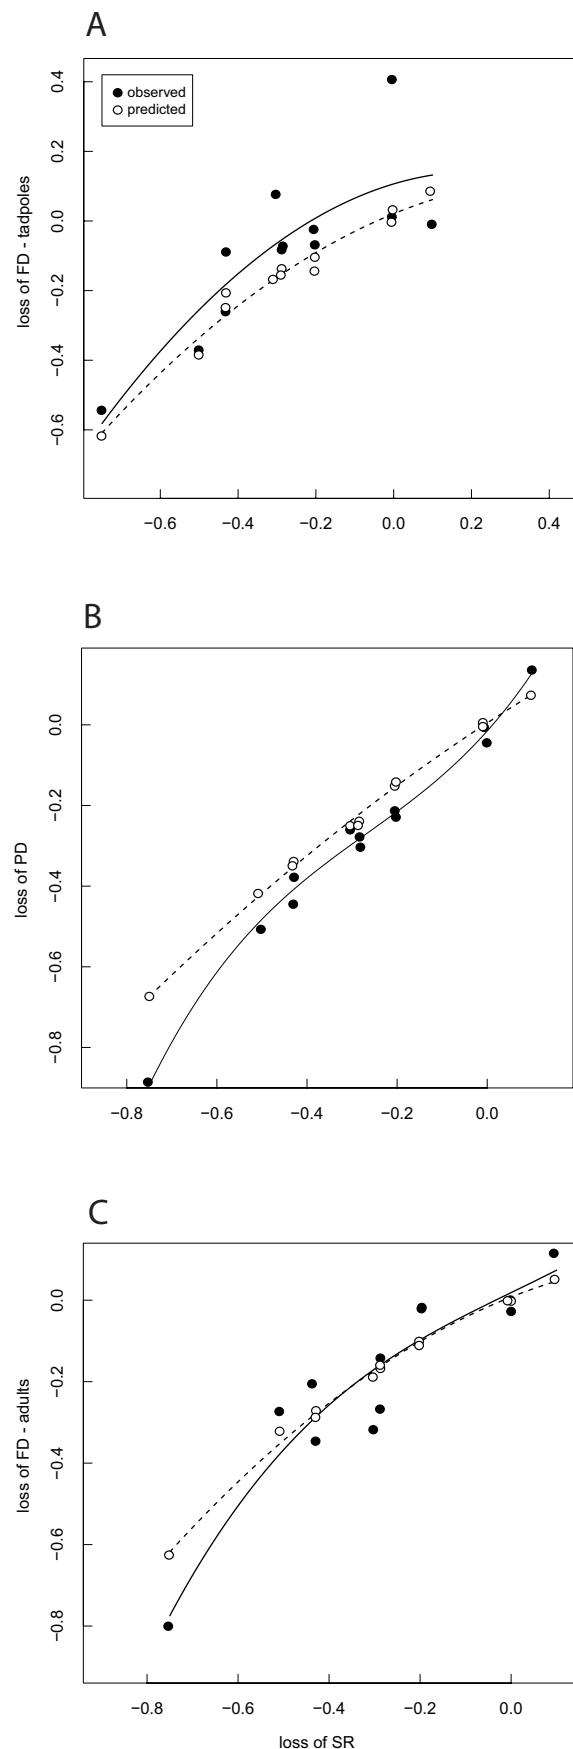 A
observed
predicted
loss of FD - tadpoles
0.4
0.2
0.0
−0.2
−0.4
−0.6
−0.6 −0.4 −0.2 0.0 0.2 0.4
B
loss of PD
0.0
−0.2
−0.4
−0.6
−0.8
−0.8 −0.6 −0.4 −0.2 0.0
C
loss of FD - adults
0.0
−0.2
−0.4
−0.6
−0.8
−0.8 −0.6 −0.4 −0.2 0.0
loss of SR